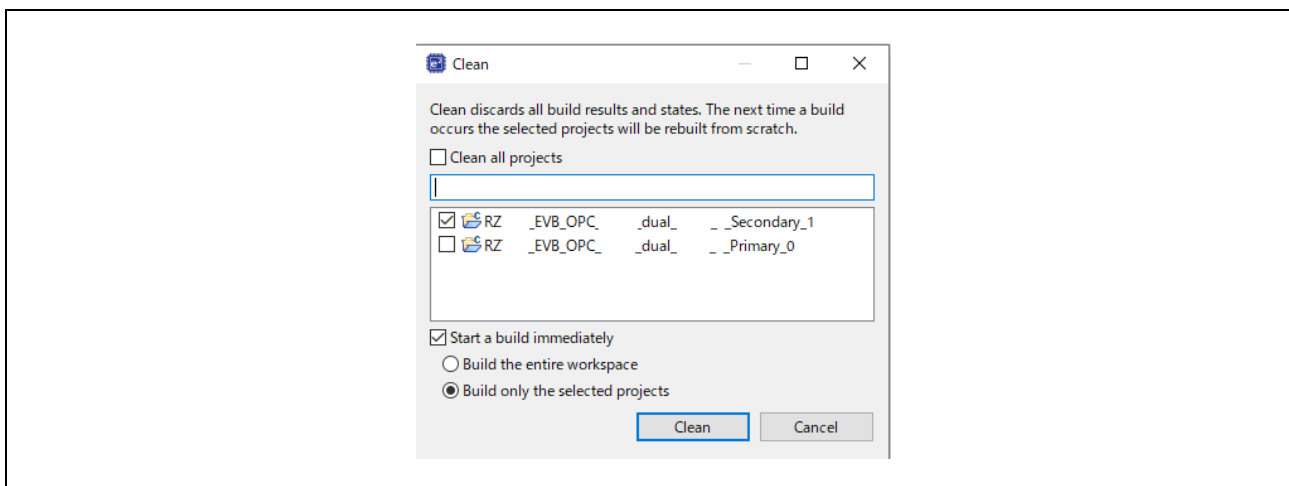 Clean
Clean discards all build results and states. The next time a build
occurs the selected projects will be rebuilt from scratch.
Clean all projects
RZ _EVB_OPC_ _dual_ _ _Secondary_1
RZ _EVB_OPC_ _dual_ _ _Primary_0
Start a build immediately
Build the entire workspace
Build only the selected projects
Clean Cancel